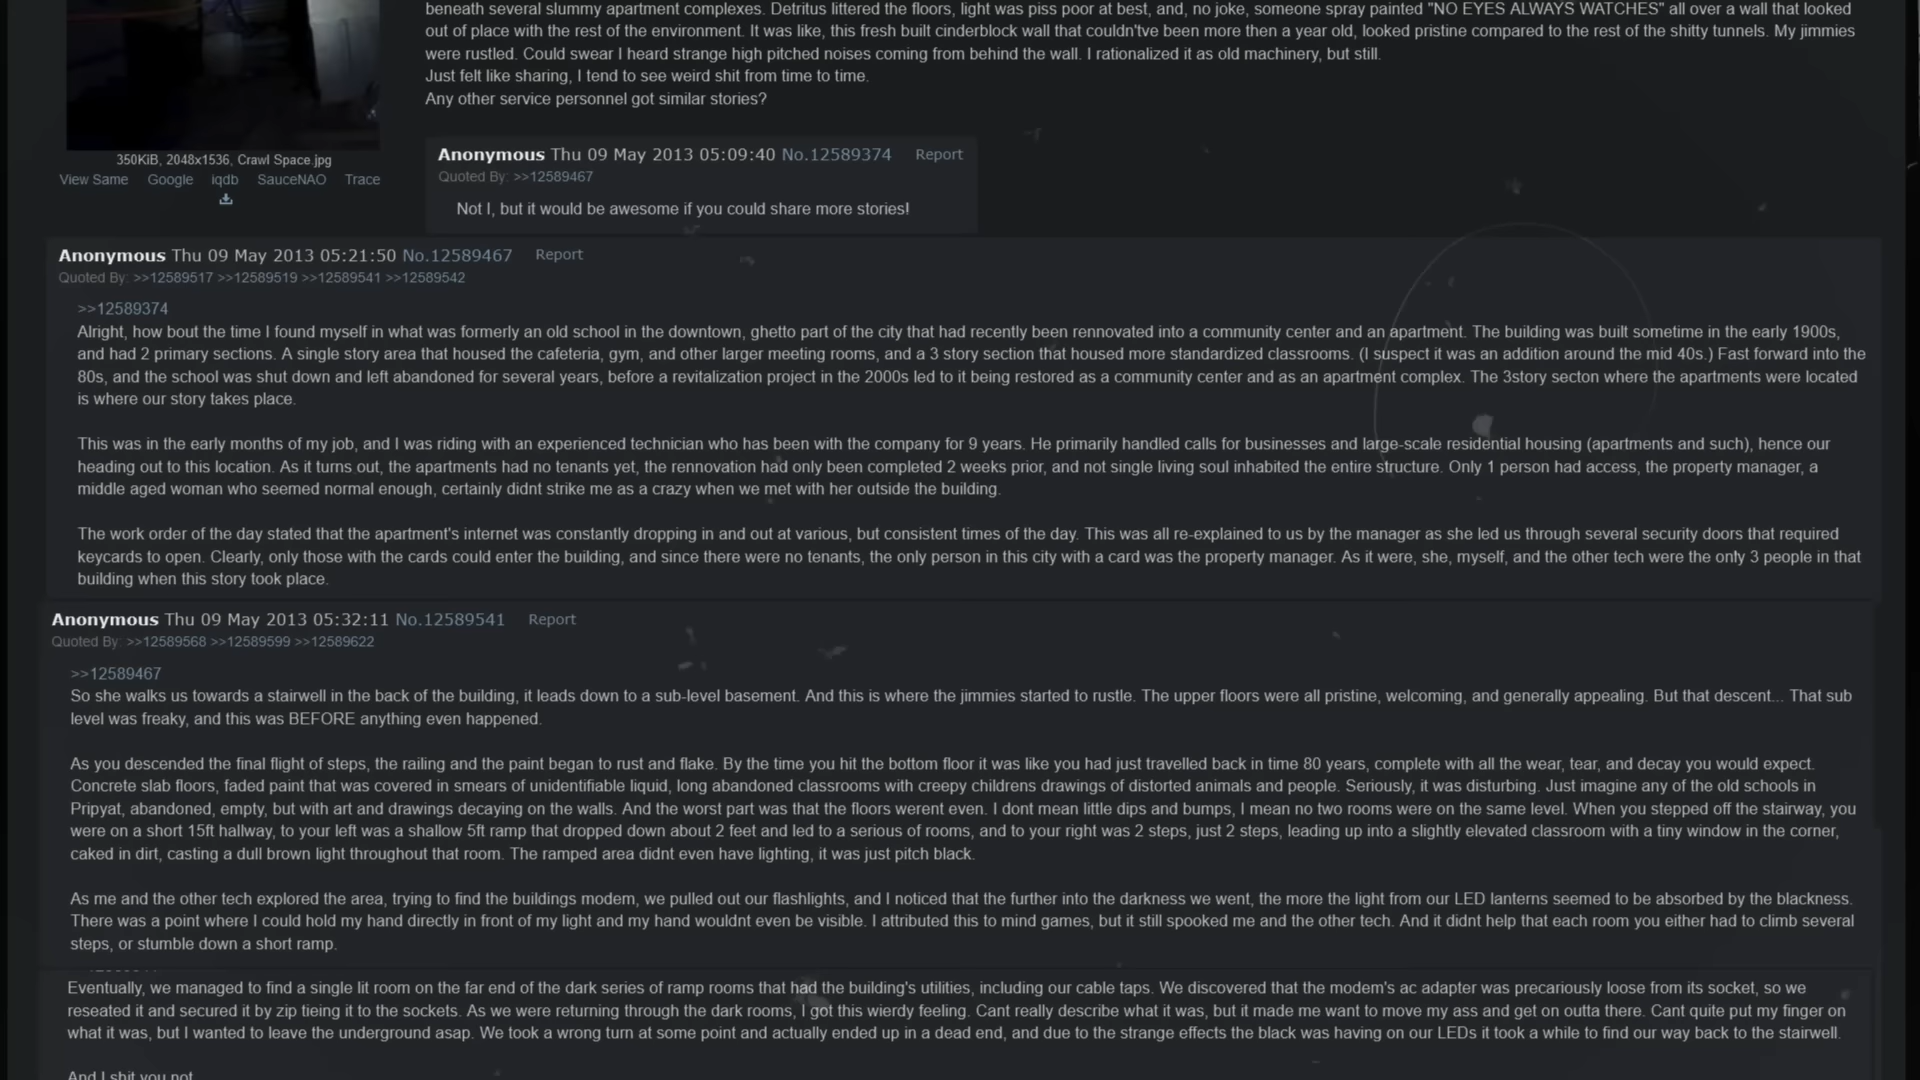 beneath several slummy apartment complexes. Detritus littered the floors, light was piss poor at best, and, no joke, someone spray painted "NO EYES ALWAYS WATCHES" all over a wall that looked
out of place with the rest of the environment. It was like, this fresh built cinderblock wall that couldn'tve been more then a year old, looked pristine compared to the rest of the shitty tunnels. My jimmies
were rustled. Could swear I heard strange high pitched noises coming from behind the wall. I rationalized it as old machinery, but still.
Just felt like sharing, I tend to see weird shit from time to time.
Any other service personnel got similar stories?
350KiB, 2048x1536, Crawl Space.jpg
View Same Google iqdb SauceNAO Trace
Anonymous Thu 09 May 2013 05:09:40 No.12589374 Report
Quoted By: >>12589467
Not I, but it would be awesome if you could share more stories!
Anonymous Thu 09 May 2013 05:21:50 No.12589467 Report
Quoted By: >>12589517 >>12589519 >>12589541 >>12589542
>>12589374
Alright, how bout the time I found myself in what was formerly an old school in the downtown, ghetto part of the city that had recently been rennovated into a community center and an apartment. The building was built sometime in the early 1900s,
and had 2 primary sections. A single story area that housed the cafeteria, gym, and other larger meeting rooms, and a 3 story section that housed more standardized classrooms. (I suspect it was an addition around the mid 40s.) Fast forward into the
80s, and the school was shut down and left abandoned for several years, before a revitalization project in the 2000s led to it being restored as a community center and as an apartment complex. The 3story secton where the apartments were located
is where our story takes place.
This was in the early months of my job, and I was riding with an experienced technician who has been with the company for 9 years. He primarily handled calls for businesses and large-scale residential housing (apartments and such), hence our
heading out to this location. As it turns out, the apartments had no tenants yet, the rennovation had only been completed 2 weeks prior, and not single living soul inhabited the entire structure. Only 1 person had access, the property manager, a
middle aged woman who seemed normal enough, certainly didnt strike me as a crazy when we met with her outside the building.
The work order of the day stated that the apartment's internet was constantly dropping in and out at various, but consistent times of the day. This was all re-explained to us by the manager as she led us through several security doors that required
keycards to open. Clearly, only those with the cards could enter the building, and since there were no tenants, the only person in this city with a card was the property manager. As it were, she, myself, and the other tech were the only 3 people in that
building when this story took place.
Anonymous Thu 09 May 2013 05:32:11 No.12589541 Report
Quoted By: >>12589568 >>12589599 >>12589622
>>12589467
So she walks us towards a stairwell in the back of the building, it leads down to a sub-level basement. And this is where the jimmies started to rustle. The upper floors were all pristine, welcoming, and generally appealing. But that descent... That sub
level was freaky, and this was BEFORE anything even happened.
As you descended the final flight of steps, the railing and the paint began to rust and flake. By the time you hit the bottom floor it was like you had just travelled back in time 80 years, complete with all the wear, tear, and decay you would expect.
Concrete slab floors, faded paint that was covered in smears of unidentifiable liquid, long abandoned classrooms with creepy childrens drawings of distorted animals and people. Seriously, it was disturbing. Just imagine any of the old schools in
Pripyat, abandoned, empty, but with art and drawings decaying on the walls. And the worst part was that the floors werent even. I dont mean little dips and bumps, I mean no two rooms were on the same level. When you stepped off the stairway, you
were on a short 15ft hallway, to your left was a shallow 5ft ramp that dropped down about 2 feet and led to a serious of rooms, and to your right was 2 steps, just 2 steps, leading up into a slightly elevated classroom with a tiny window in the corner,
caked in dirt, casting a dull brown light throughout that room. The ramped area didnt even have lighting, it was just pitch black.
As me and the other tech explored the area, trying to find the buildings modem, we pulled out our flashlights, and I noticed that the further into the darkness we went, the more the light from our LED lanterns seemed to be absorbed by the blackness.
There was a point where I could hold my hand directly in front of my light and my hand wouldnt even be visible. I attributed this to mind games, but it still spooked me and the other tech. And it didnt help that each room you either had to climb several
steps, or stumble down a short ramp.
Eventually, we managed to find a single lit room on the far end of the dark series of ramp rooms that had the building's utilities, including our cable taps. We discovered that the modem's ac adapter was precariously loose from its socket, so we
reseated it and secured it by zip tieing it to the sockets. As we were returning through the dark rooms, I got this wierdy feeling. Cant really describe what it was, but it made me want to move my ass and get on outta there. Cant quite put my finger on
what it was, but I wanted to leave the underground asap. We took a wrong turn at some point and actually ended up in a dead end, and due to the strange effects the black was having on our LEDs it took a while to find our way back to the stairwell.
And I shit you not